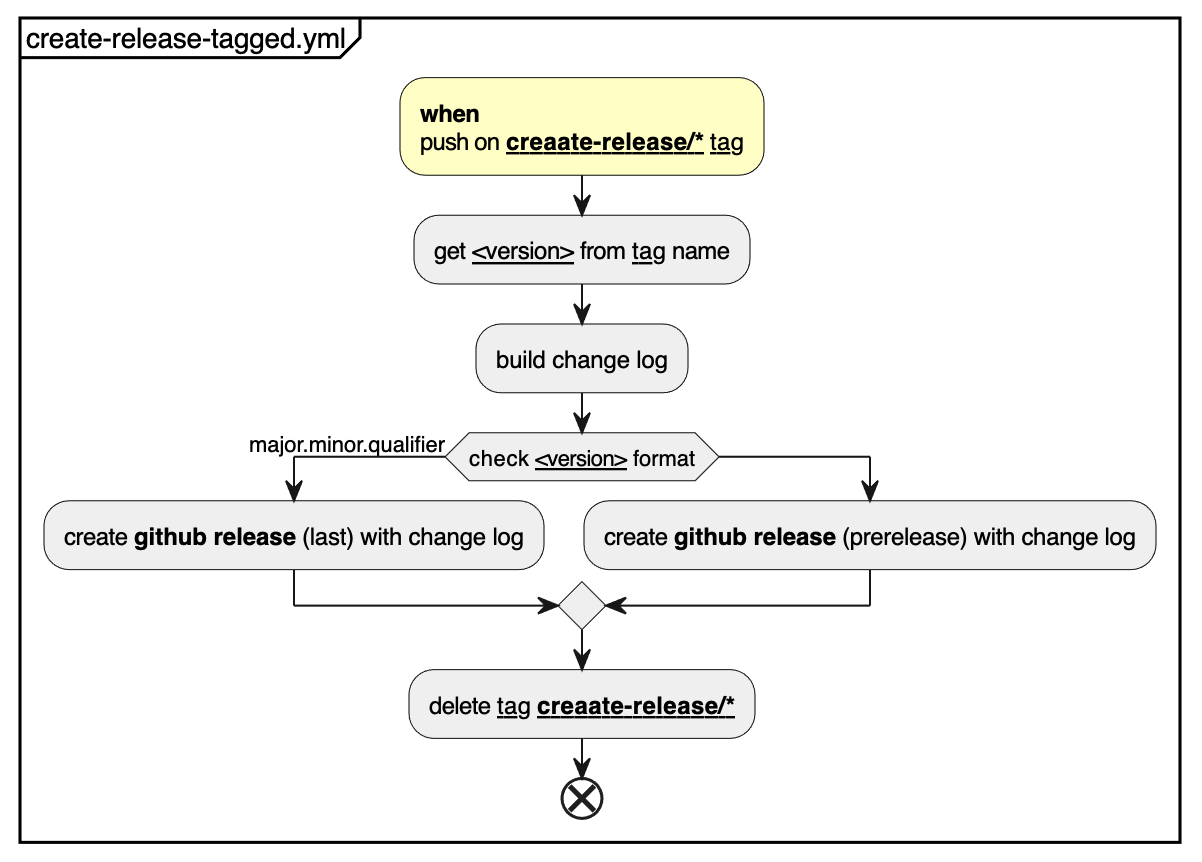 create-release-tagged.yml
when
push on creaate-release/* tag
get <version> from tag name
build change log
major.minor.qualifier
check <version> format
create github release (last) with change log
create github release (prerelease) with change log
delete tag creaate-release/*